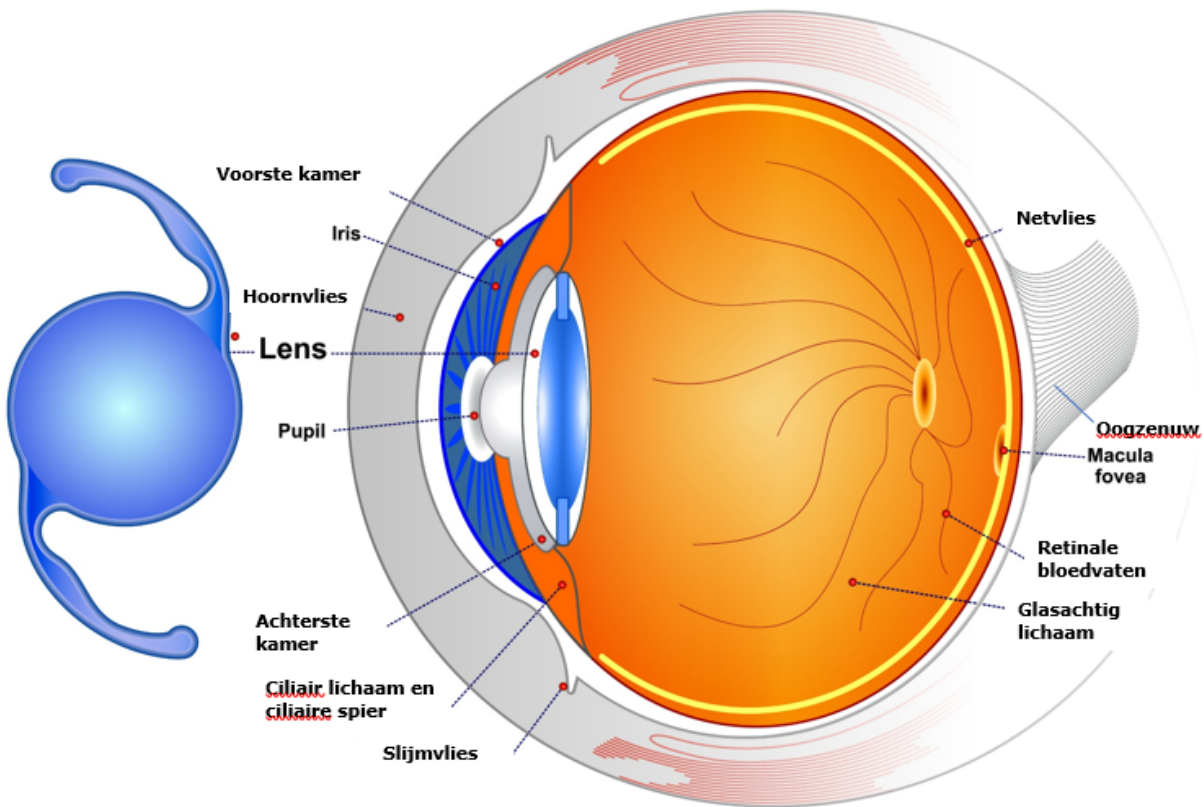 Voorste kamer
Iris
Hoornvlies
Lens
Pupil
Achterste
kamer
Ciliair lichaam en
ciliaire spier
Slijmvlies
Netvlies
Oogzenuw
Macula
fovea
Retinale
bloedvaten
Glasachtig
lichaam